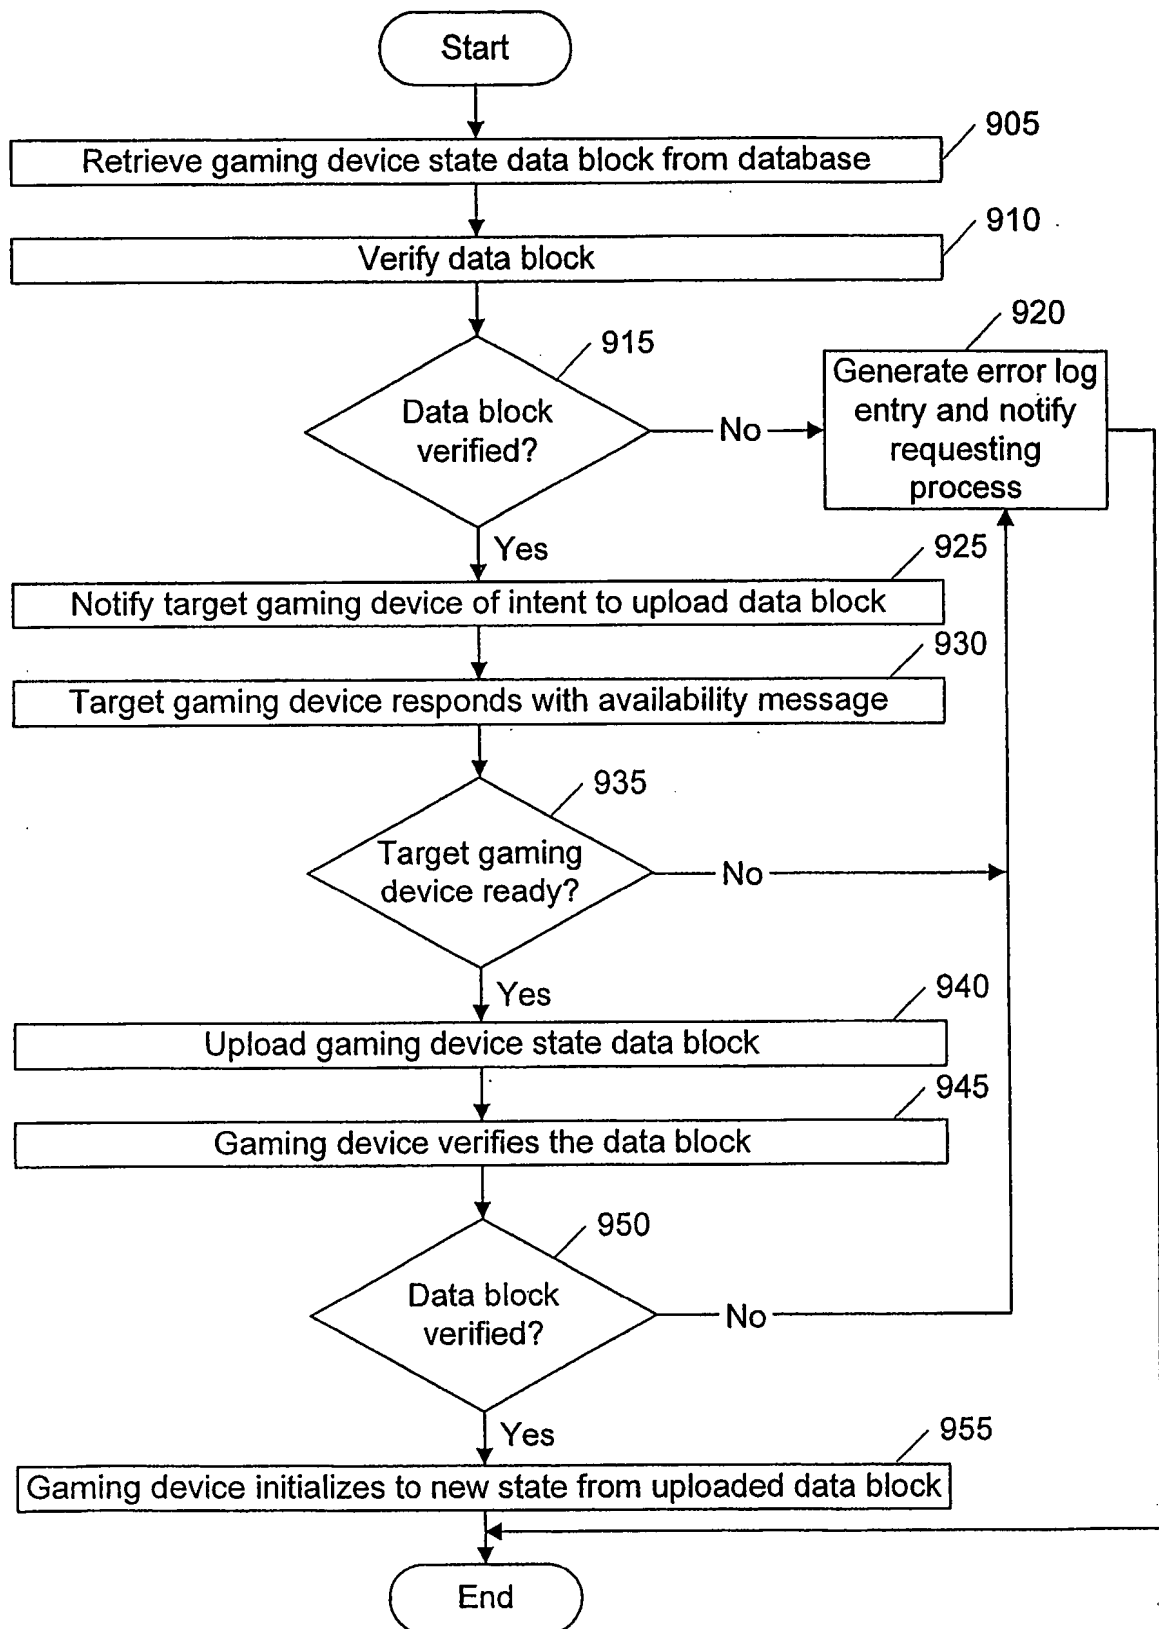 Start
905
Retrieve gaming device state data block from database
910
Verify data block
915
920
Data block
verified?
No
Generate error log
entry and notify
requesting
process
Yes
925
Notify target gaming device of intent to upload data block
930
Target gaming device responds with availability message
935
Target gaming
device ready?
No
Yes
940
Upload gaming device state data block
945
Gaming device verifies the data block
950
Data block
verified?
No
Yes
955
Gaming device initializes to new state from uploaded data block
End